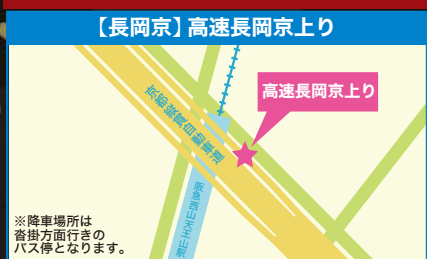 【長岡京】高速長岡京上り
高速長岡京上り
京都縦貫自動車道
阪急西山天王山駅
※降車場所は
沓掛方面行きの
バス停となります。